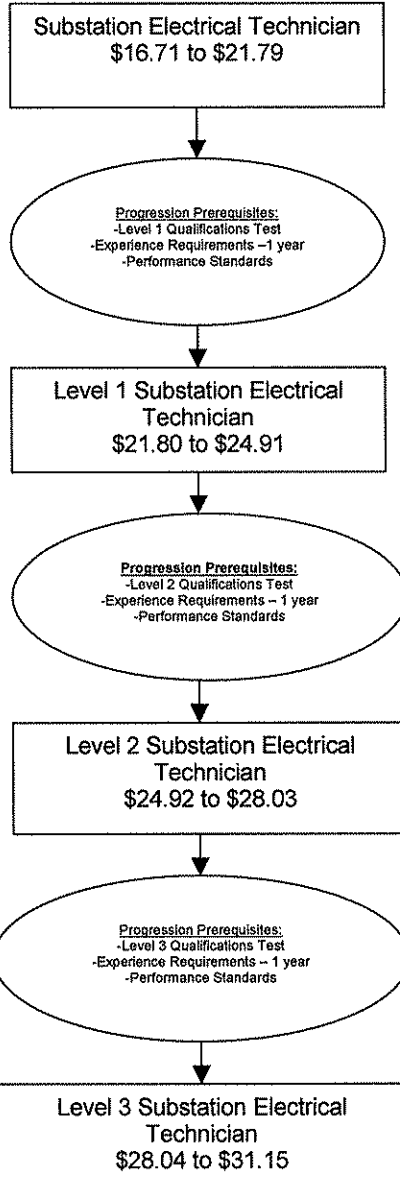 Substation Electrical Technician
$16.71 to $21.79
Progression Prerequisites:
-Level 1 Qualifications Test
-Experience Requirements –1 year
-Performance Standards
Level 1 Substation Electrical
Technician
$21.80 to $24.91
Progression Prerequisites:
-Level 2 Qualifications Test
-Experience Requirements – 1 year
-Performance Standards
Level 2 Substation Electrical
Technician
$24.92 to $28.03
Progression Prerequisites:
-Level 3 Qualifications Test
-Experience Requirements – 1 year
-Performance Standards
Level 3 Substation Electrical
Technician
$28.04 to $31.15